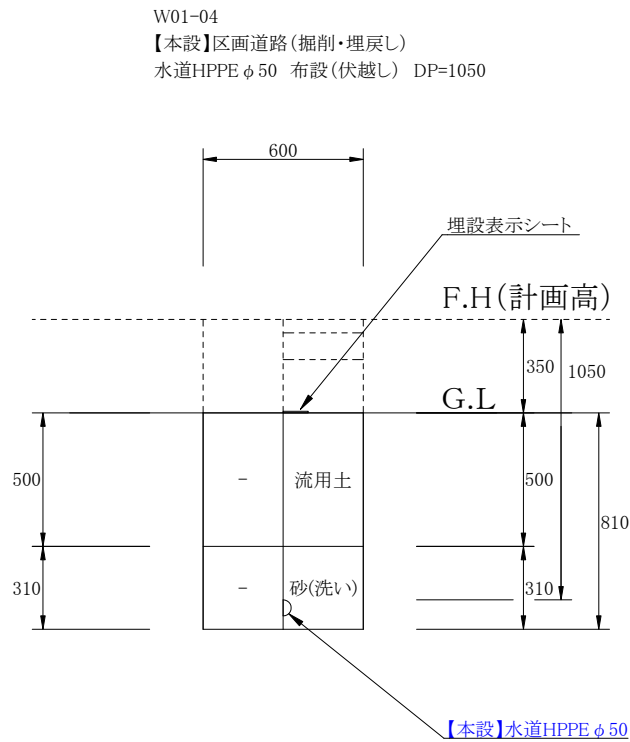 W01-04
【本設】区画道路(掘削・埋戻し)
水道HPPEφ50 布設(伏越し) DP=1050
600
埋設表示シート
F.H(計画高)
350
1050
G.L
500
-
流用土
500
810
310
-
砂(洗い)
310
【本設】水道HPPEφ50